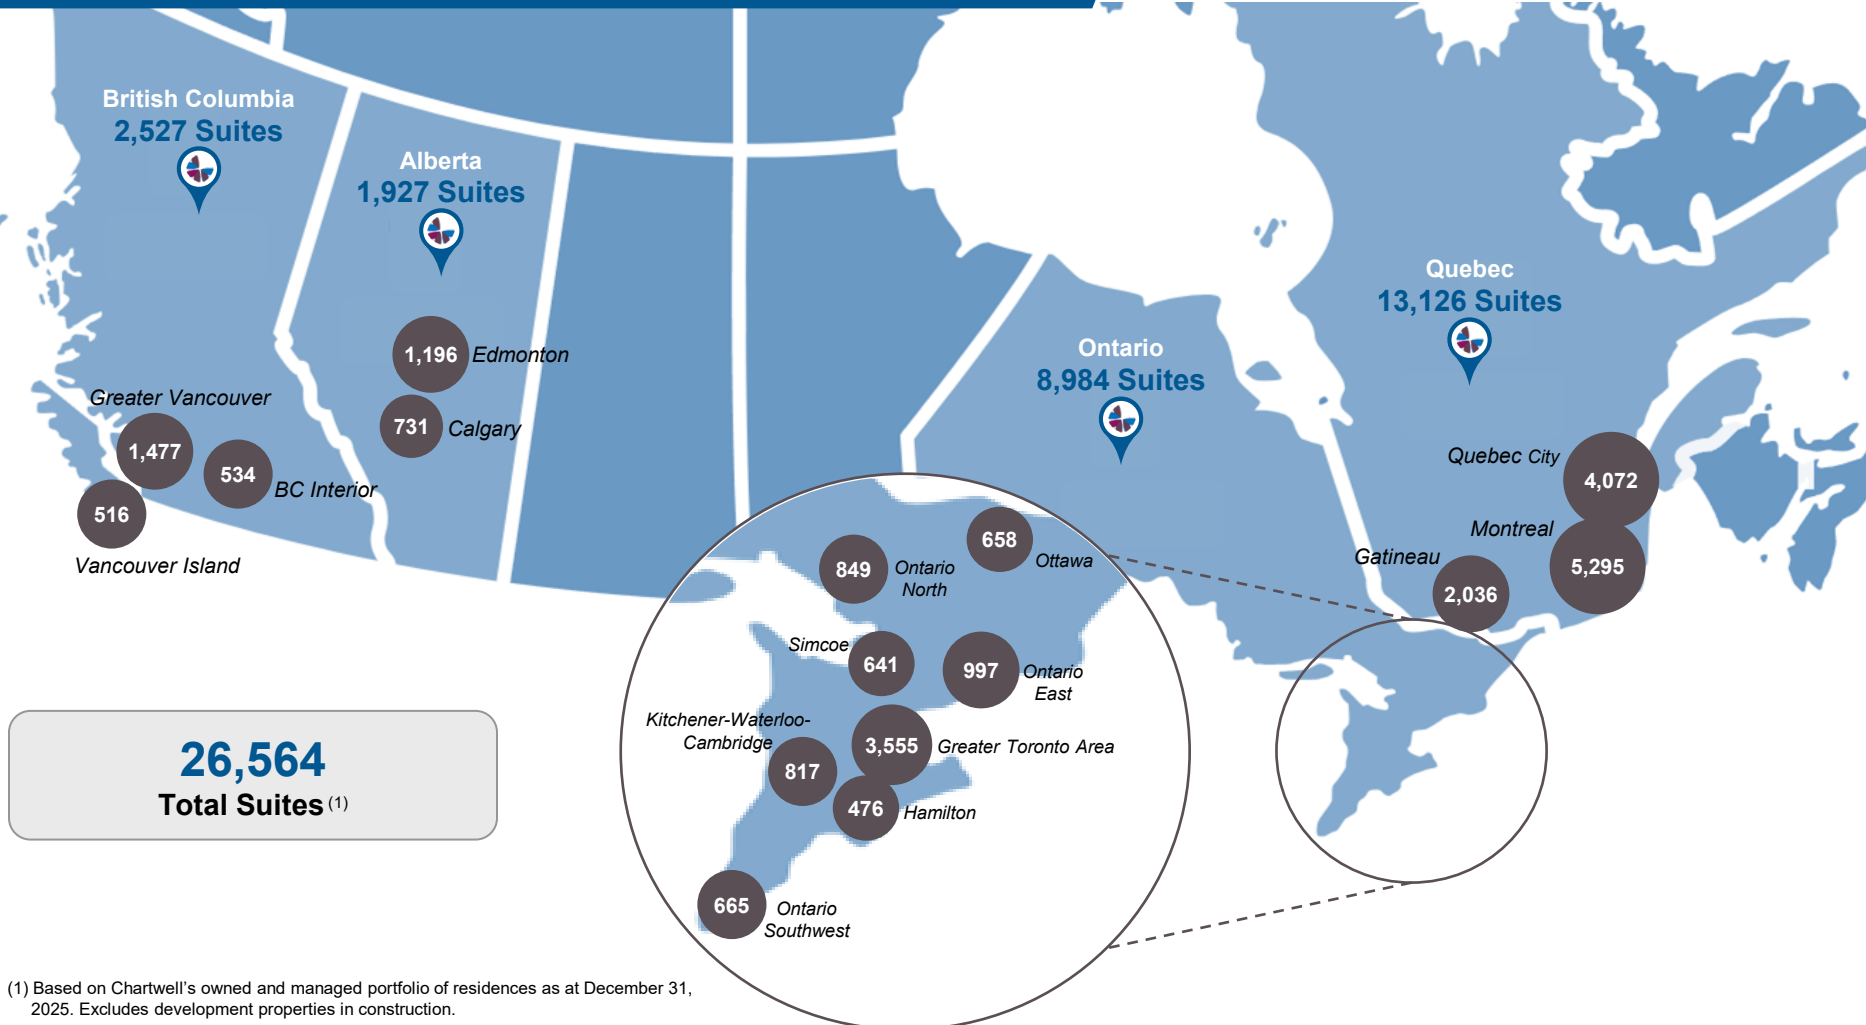 British Columbia
2,527 Suites
Alberta
1,927 Suites
Quebec
13,126 Suites
Ontario
8,984 Suites
1,196 Edmonton
731 Calgary
Greater Vancouver
1,477
534
BC Interior
516
Vancouver Island
Quebec City
4,072
Montreal
5,295
Gatineau
2,036
658
Ottawa
849
Ontario
North
Simcoe
641
997
Ontario
East
Kitchener-Waterloo-
Cambridge
817
3,555
Greater Toronto Area
476
Hamilton
665
Ontario
Southwest
26,564
Total Suites (1)
(1) Based on Chartwell’s owned and managed portfolio of residences as at December 31,
2025. Excludes development properties in construction.